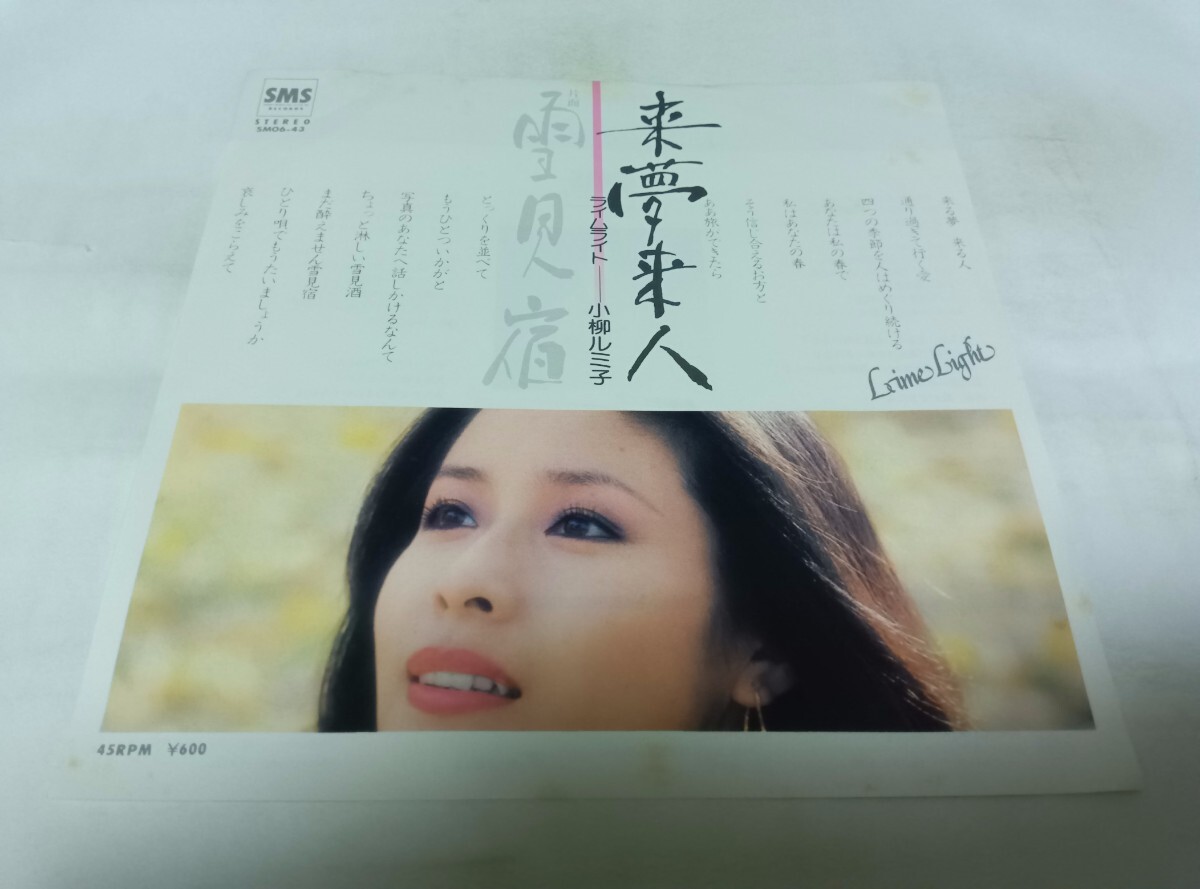 SMS
RECORDS
STEREO
SM06-43
来夢来人
ライムライト──小柳ルミ子
雪見宿
来る夢 来る人
通り過ぎて行く愛
四つの季節を人はめぐり続ける
あなたは私の春で
私はあなたの春
そう信じ合えるお方と
ああ旅ができたら
Lime Light
とっくりを並べて
もうひとついかがと
写真のあなたへ話しかけるなんて
ちょっと淋しい雪見酒
まだ酔えません雪見宿
ひとり唄でもうたいましょうか
哀しみをこらえて
45RPM ¥600